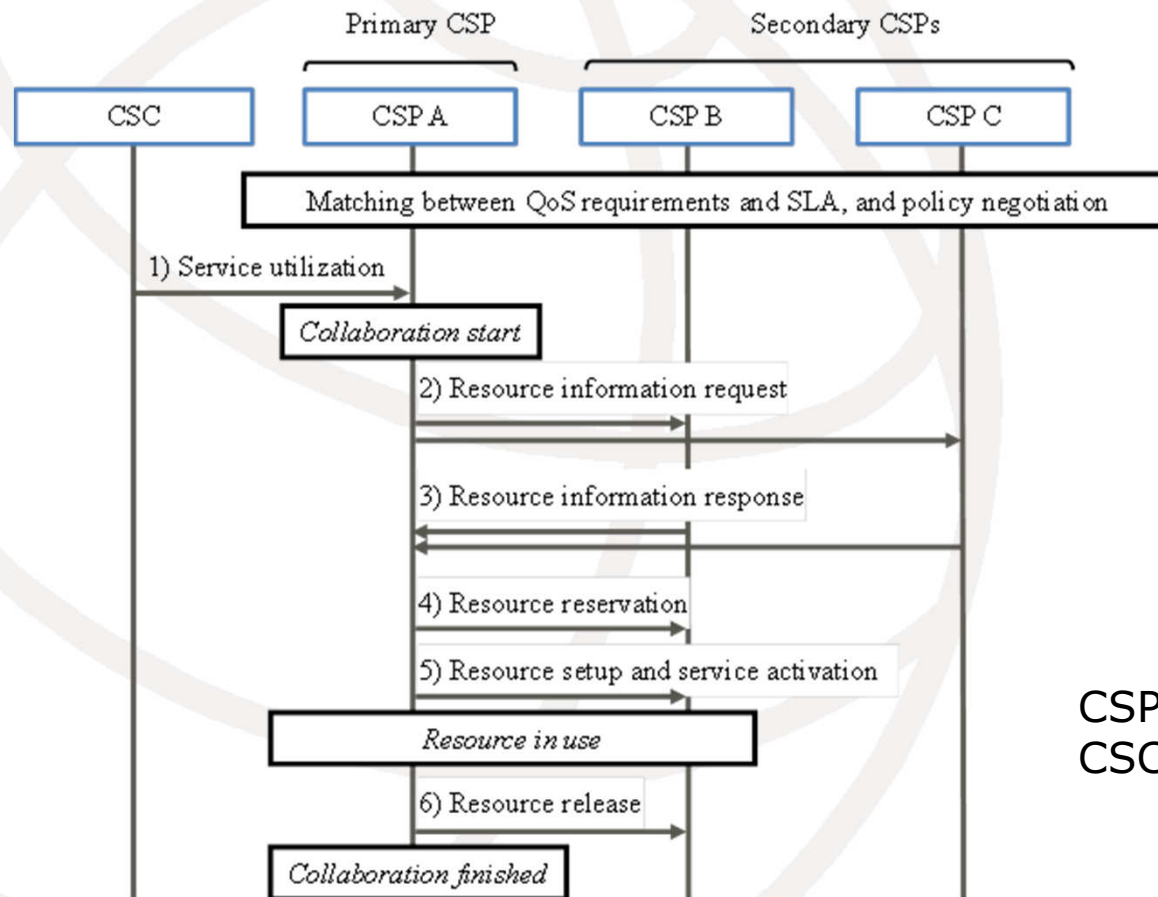 Primary CSP
Secondary CSPs
CSC
CSP A
CSP B
CSP C
Matching between QoS requirements and SLA, and policy negotiation
1) Service utilization
Collaboration start
2) Resource information request
3) Resource information response
4) Resource reservation
5) Resource setup and service activation
Resource in use
CSP
CSC
6) Resource release
Collaboration finished